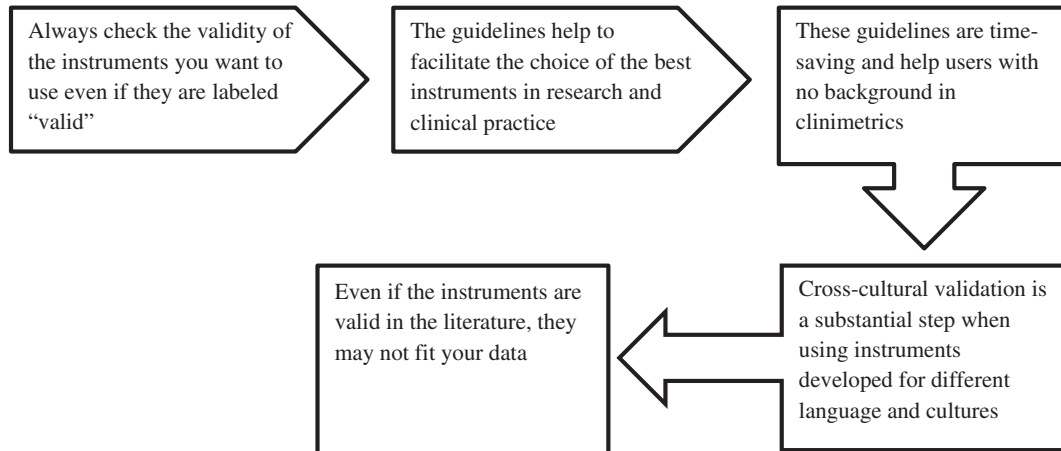 Always check the validity of
the instruments you want to
use even if they are labeled
“valid”
The guidelines help to
facilitate the choice of the best
instruments in research and
clinical practice
These guidelines are time-
saving and help users with
no background in
clinimetrics
Cross-cultural validation is
a substantial step when
using instruments
developed for different
language and cultures
Even if the instruments are
valid in the literature, they
may not fit your data